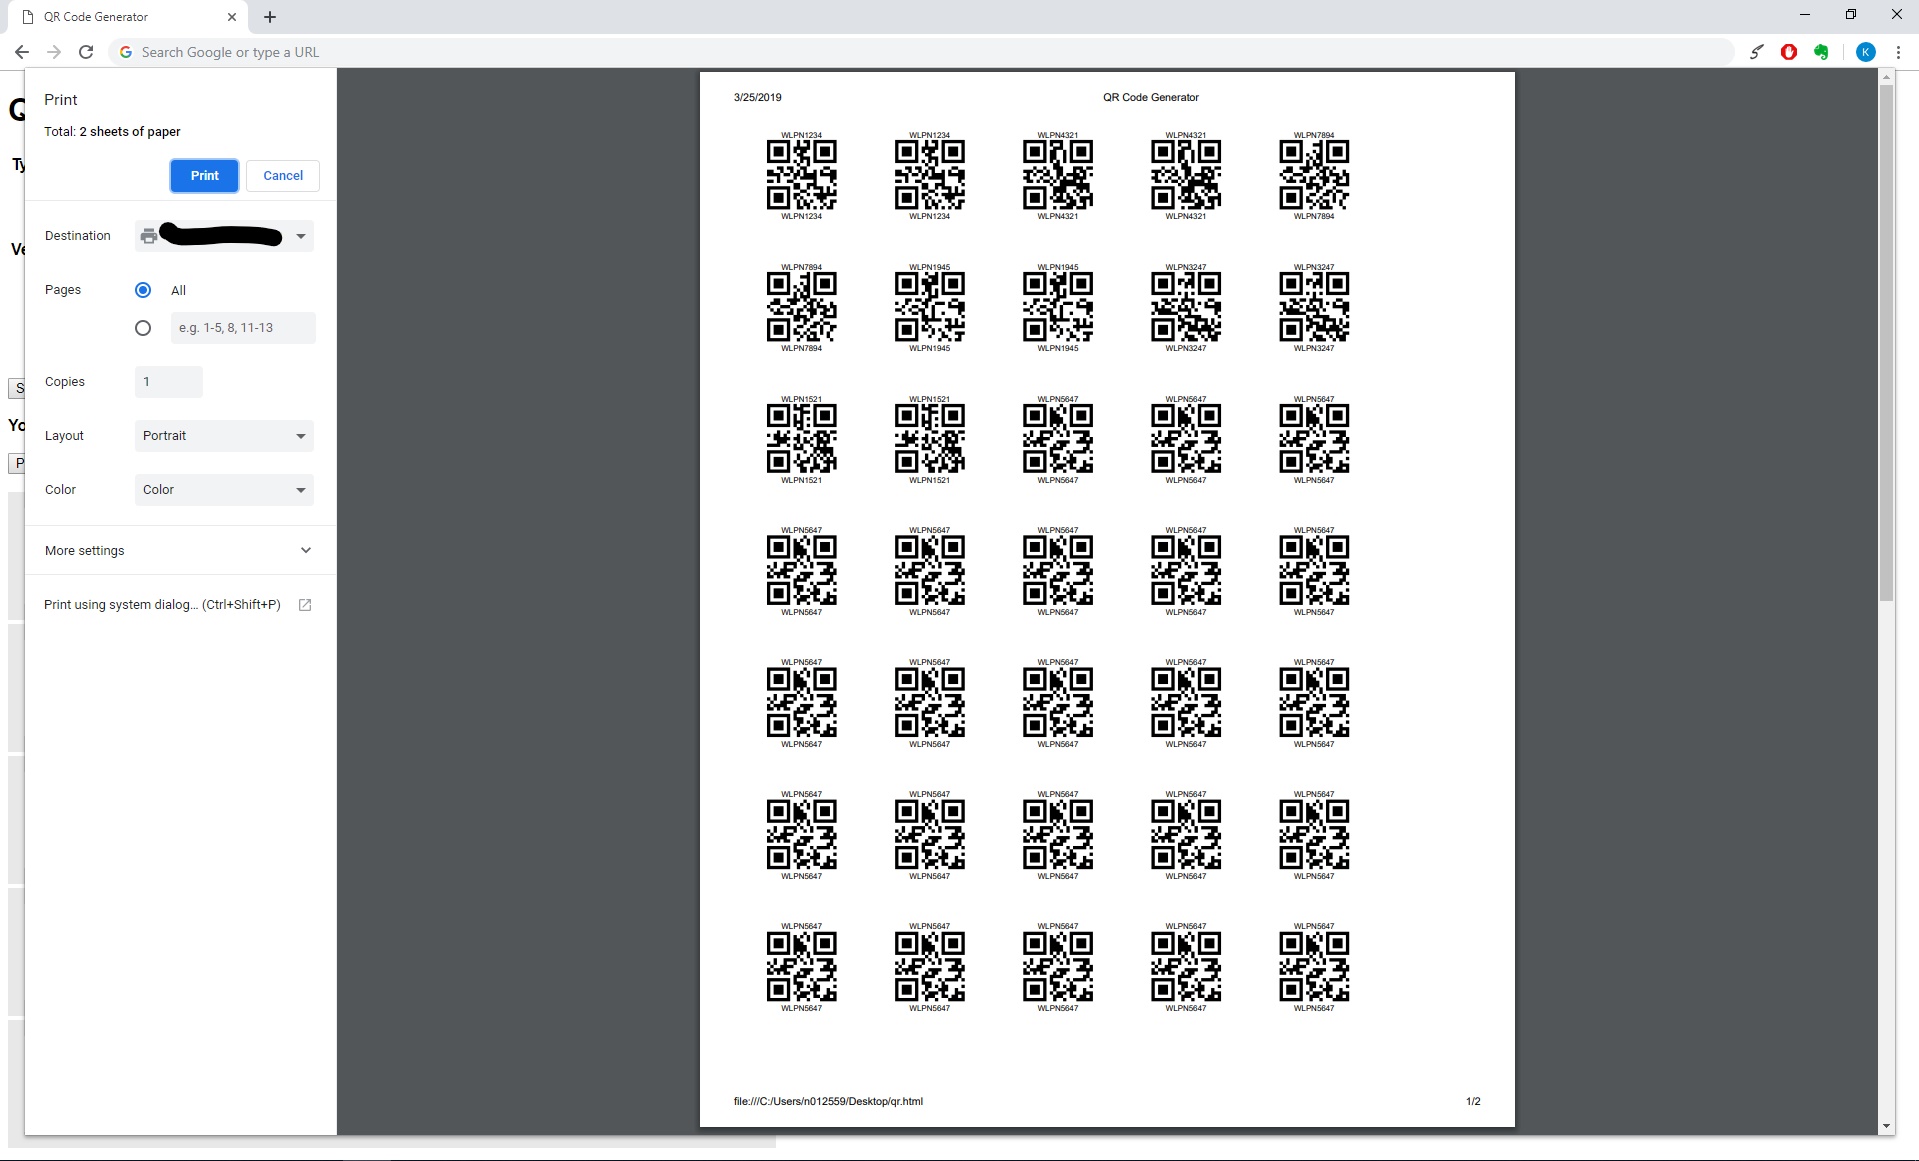 QR Code Generator
Search Google or type a URL
K
Print
Total: 2 sheets of paper
Print Cancel
Destination
Pages All
e.g. 1-5, 8, 11-13
Copies 1
Layout Portrait
Color Color
More settings
Print using system dialog... (Ctrl+Shift+P)
3/25/2019 QR Code Generator
WLPN1234 WLPN1234 WLPN4321 WLPN4321 WLPN7894
WLPN1234 WLPN1234 WLPN4321 WLPN4321 WLPN7894
WLPN7894 WLPN1945 WLPN1945 WLPN3247 WLPN3247
WLPN7894 WLPN1945 WLPN1945 WLPN3247 WLPN3247
WLPN1521 WLPN1521 WLPN5647 WLPN5647 WLPN5647
WLPN1521 WLPN1521 WLPN5647 WLPN5647 WLPN5647
WLPN5647 WLPN5647 WLPN5647 WLPN5647 WLPN5647
WLPN5647 WLPN5647 WLPN5647 WLPN5647 WLPN5647
WLPN5647 WLPN5647 WLPN5647 WLPN5647 WLPN5647
WLPN5647 WLPN5647 WLPN5647 WLPN5647 WLPN5647
WLPN5647 WLPN5647 WLPN5647 WLPN5647 WLPN5647
WLPN5647 WLPN5647 WLPN5647 WLPN5647 WLPN5647
WLPN5647 WLPN5647 WLPN5647 WLPN5647 WLPN5647
WLPN5647 WLPN5647 WLPN5647 WLPN5647 WLPN5647
file:///C:/Users/n012559/Desktop/qr.html 1/2